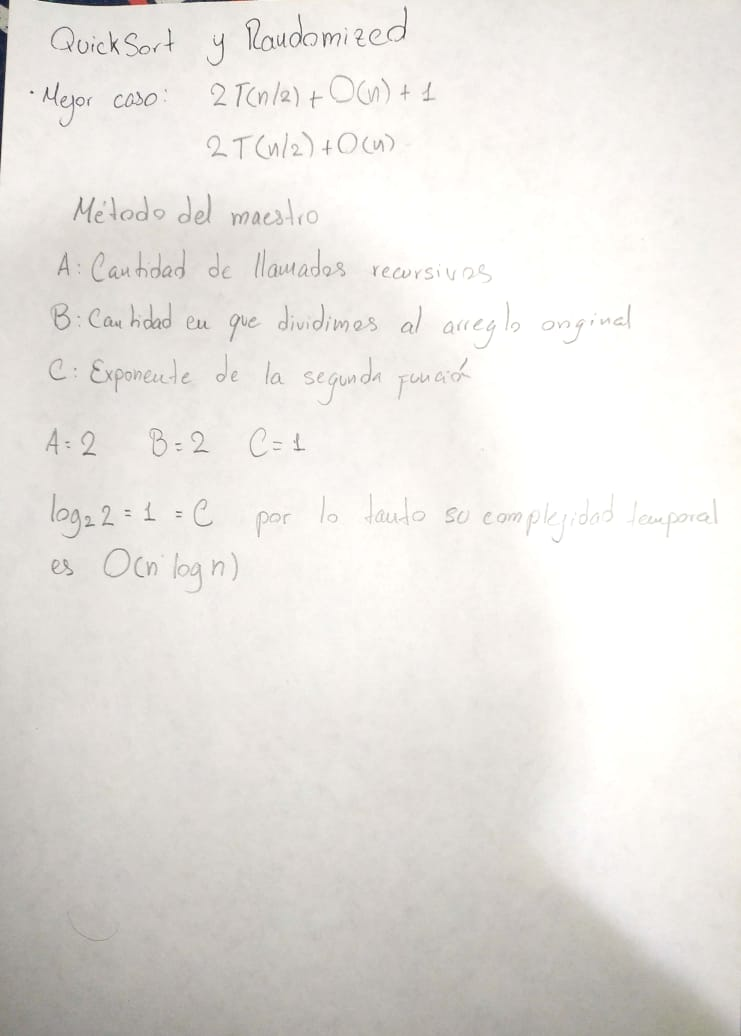 QuickSort y Randomized
· Mejor caso: 2T(n/2) + O(n) + 1
2T(n/2) + O(n)
Método del maestro
A: Cantidad de llamados recursivos
B: Cantidad en que dividimos al arreglo original
C: Exponente de la segunda función
A = 2 B = 2 C = 1
log₂ 2 = 1 = C por lo tanto su complejidad temporal
es O(n log n)